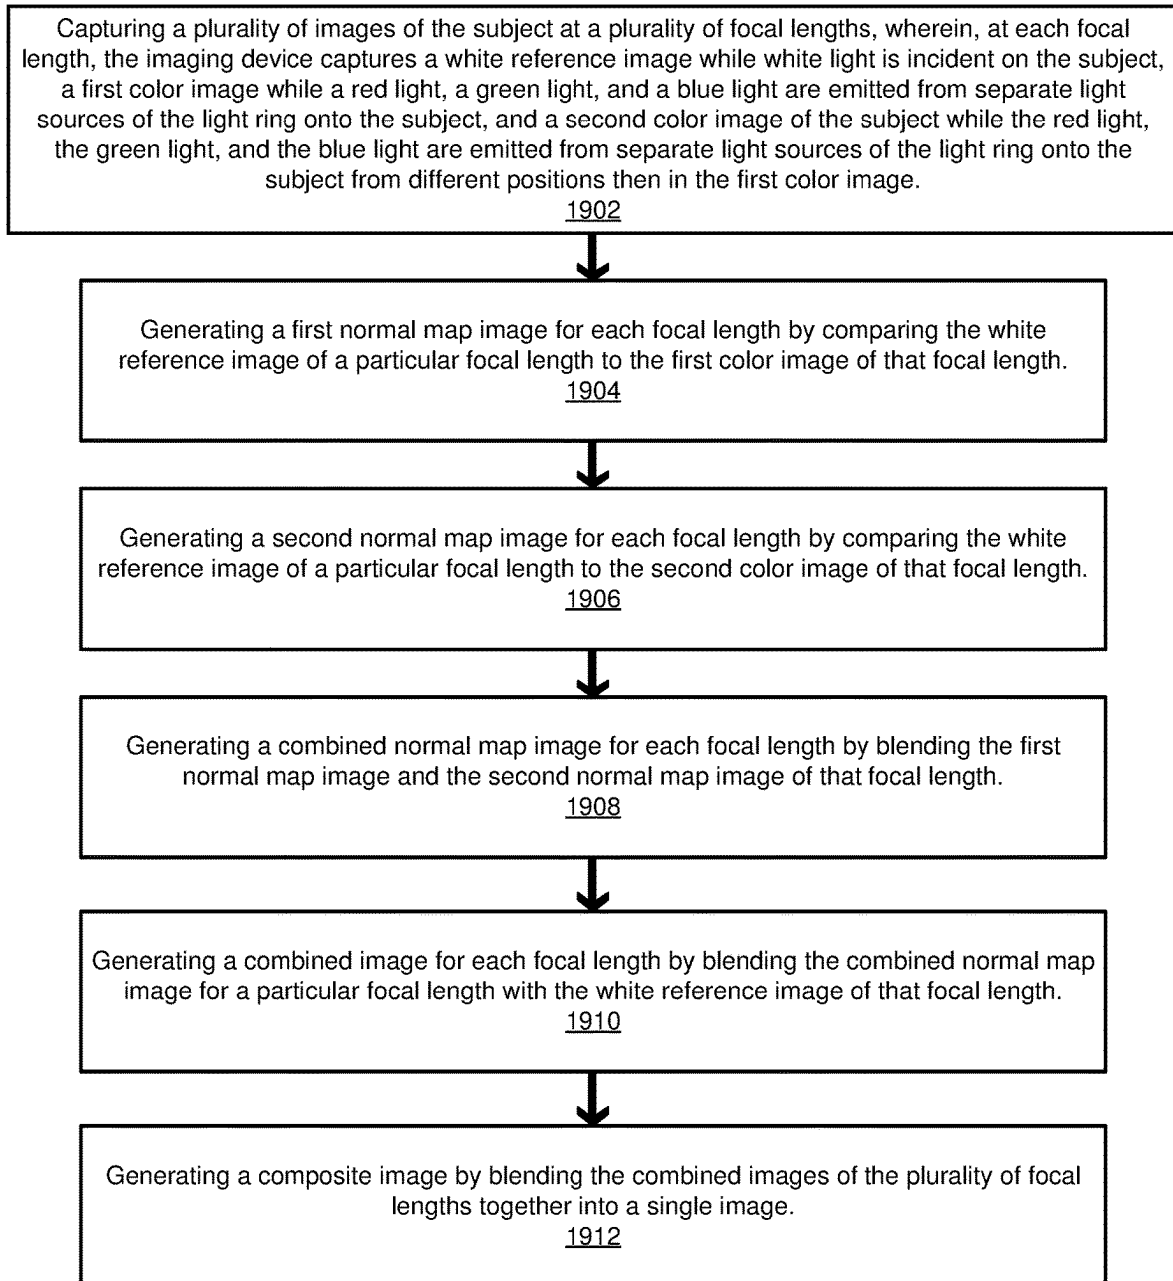 Capturing a plurality of images of the subject at a plurality of focal lengths, wherein, at each focal
length, the imaging device captures a white reference image while white light is incident on the subject,
a first color image while a red light, a green light, and a blue light are emitted from separate light
sources of the light ring onto the subject, and a second color image of the subject while the red light,
the green light, and the blue light are emitted from separate light sources of the light ring onto the
subject from different positions then in the first color image.
1902
Generating a first normal map image for each focal length by comparing the white
reference image of a particular focal length to the first color image of that focal length.
1904
Generating a second normal map image for each focal length by comparing the white
reference image of a particular focal length to the second color image of that focal length.
1906
Generating a combined normal map image for each focal length by blending the first
normal map image and the second normal map image of that focal length.
1908
Generating a combined image for each focal length by blending the combined normal map
image for a particular focal length with the white reference image of that focal length.
1910
Generating a composite image by blending the combined images of the plurality of focal
lengths together into a single image.
1912